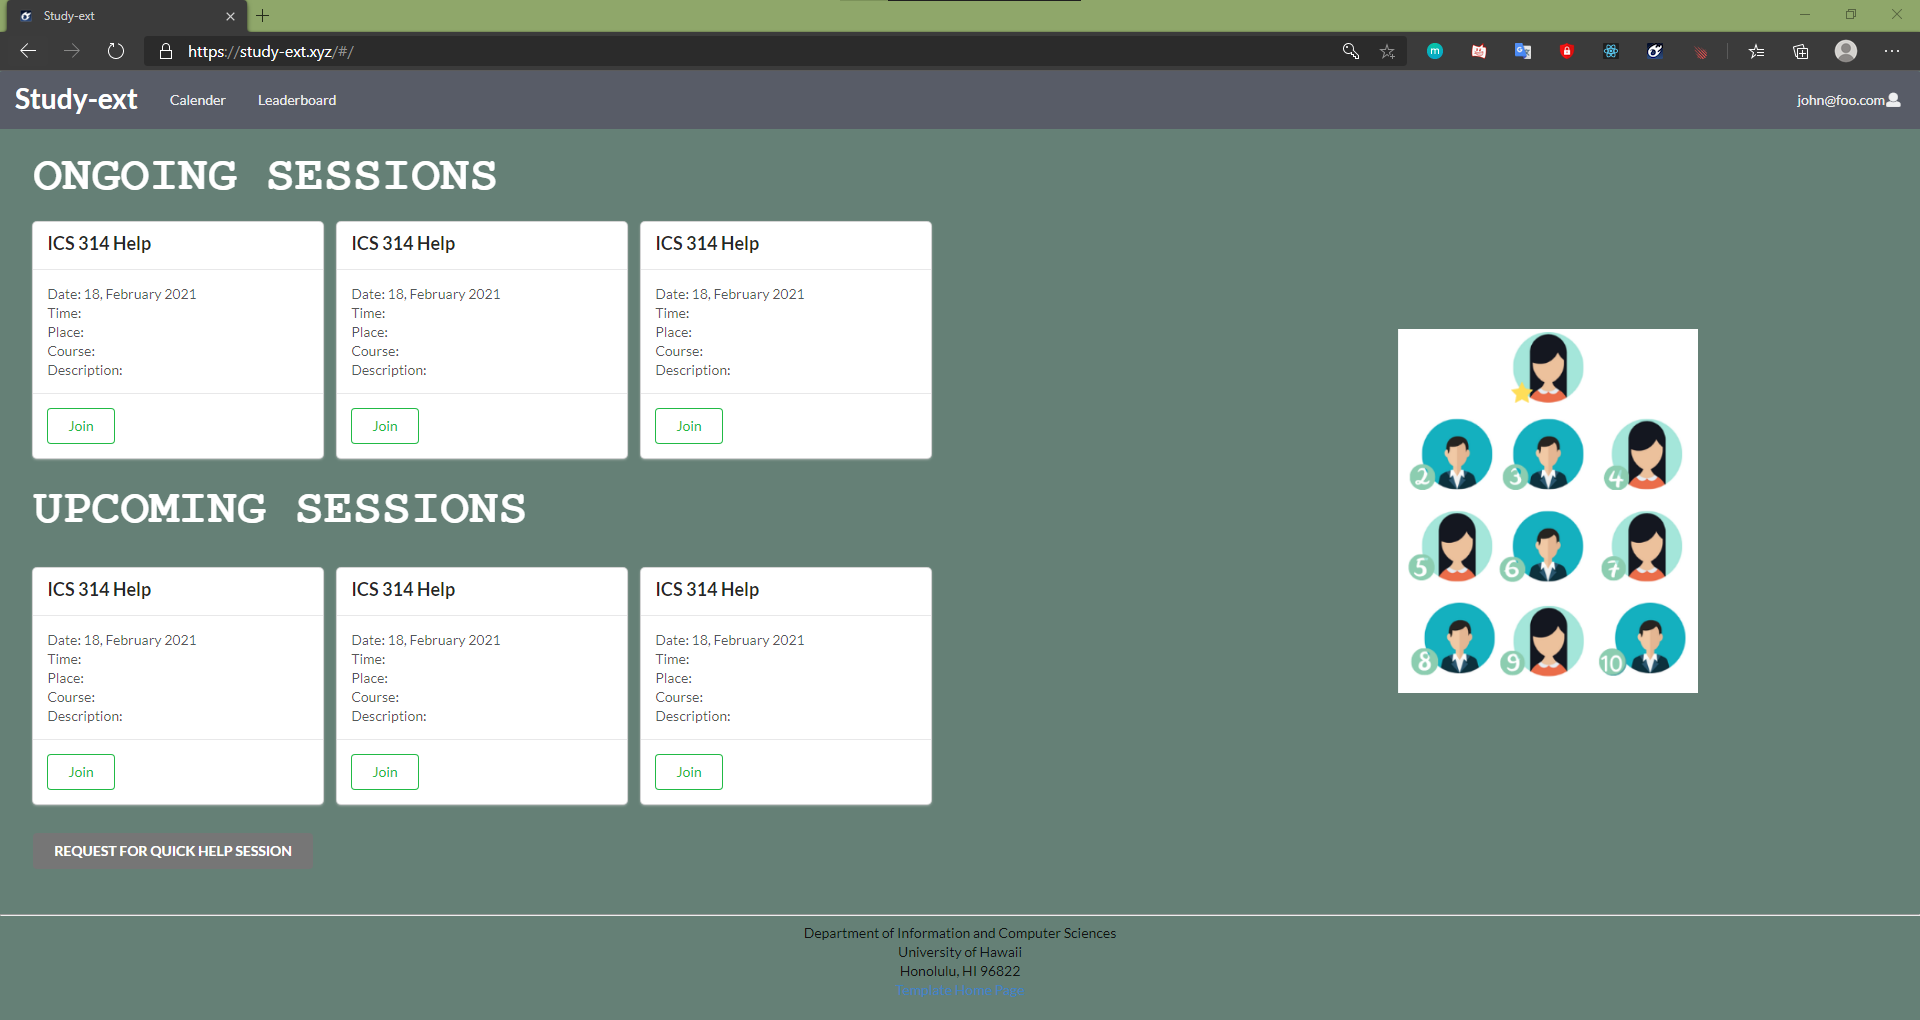 Study-ext
https://study-ext.xyz/#/
Study-ext
Calender
Leaderboard
john@foo.com
ONGOING SESSIONS
ICS 314 Help
Date: 18, February 2021
Time:
Place:
Course:
Description:
Join
ICS 314 Help
Date: 18, February 2021
Time:
Place:
Course:
Description:
Join
ICS 314 Help
Date: 18, February 2021
Time:
Place:
Course:
Description:
Join
2
3
4
5
6
7
8
9
10
UPCOMING SESSIONS
ICS 314 Help
Date: 18, February 2021
Time:
Place:
Course:
Description:
Join
ICS 314 Help
Date: 18, February 2021
Time:
Place:
Course:
Description:
Join
ICS 314 Help
Date: 18, February 2021
Time:
Place:
Course:
Description:
Join
REQUEST FOR QUICK HELP SESSION
Department of Information and Computer Sciences
University of Hawaii
Honolulu, HI 96822
Template Home Page